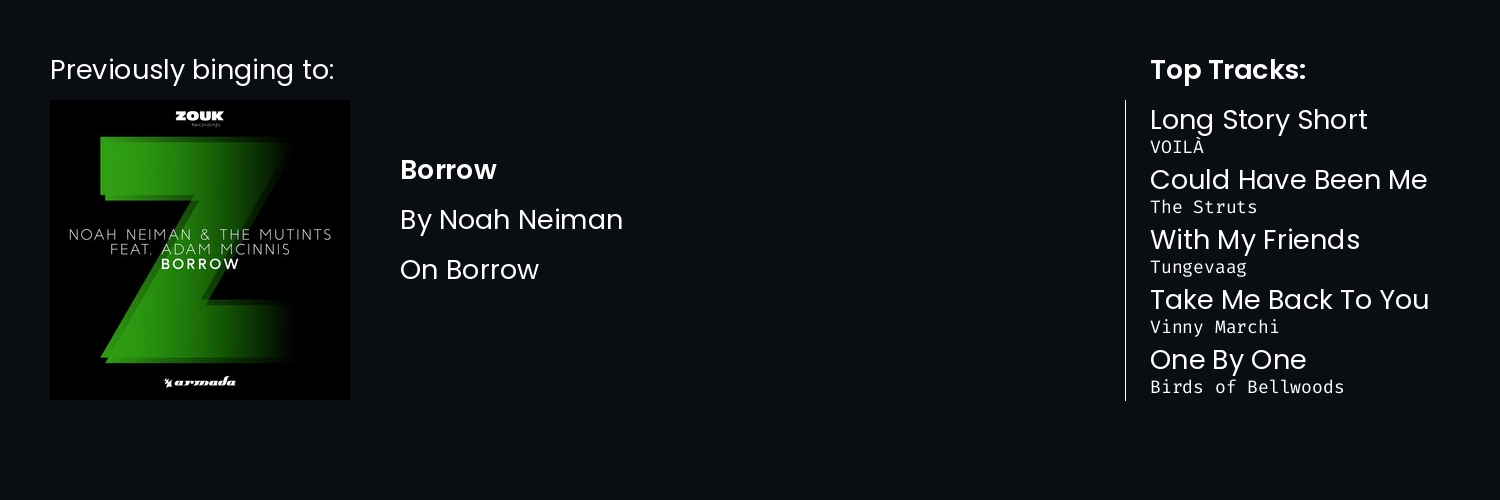 Previously binging to:
ZOUK
Recordings
NOAH NEIMAN & THE MUTINTS
FEAT. ADAM MCINNIS
BORROW
armada
Borrow
By Noah Neiman
On Borrow
Top Tracks:
Long Story Short
VOILÀ
Could Have Been Me
The Struts
With My Friends
Tungevaag
Take Me Back To You
Vinny Marchi
One By One
Birds of Bellwoods